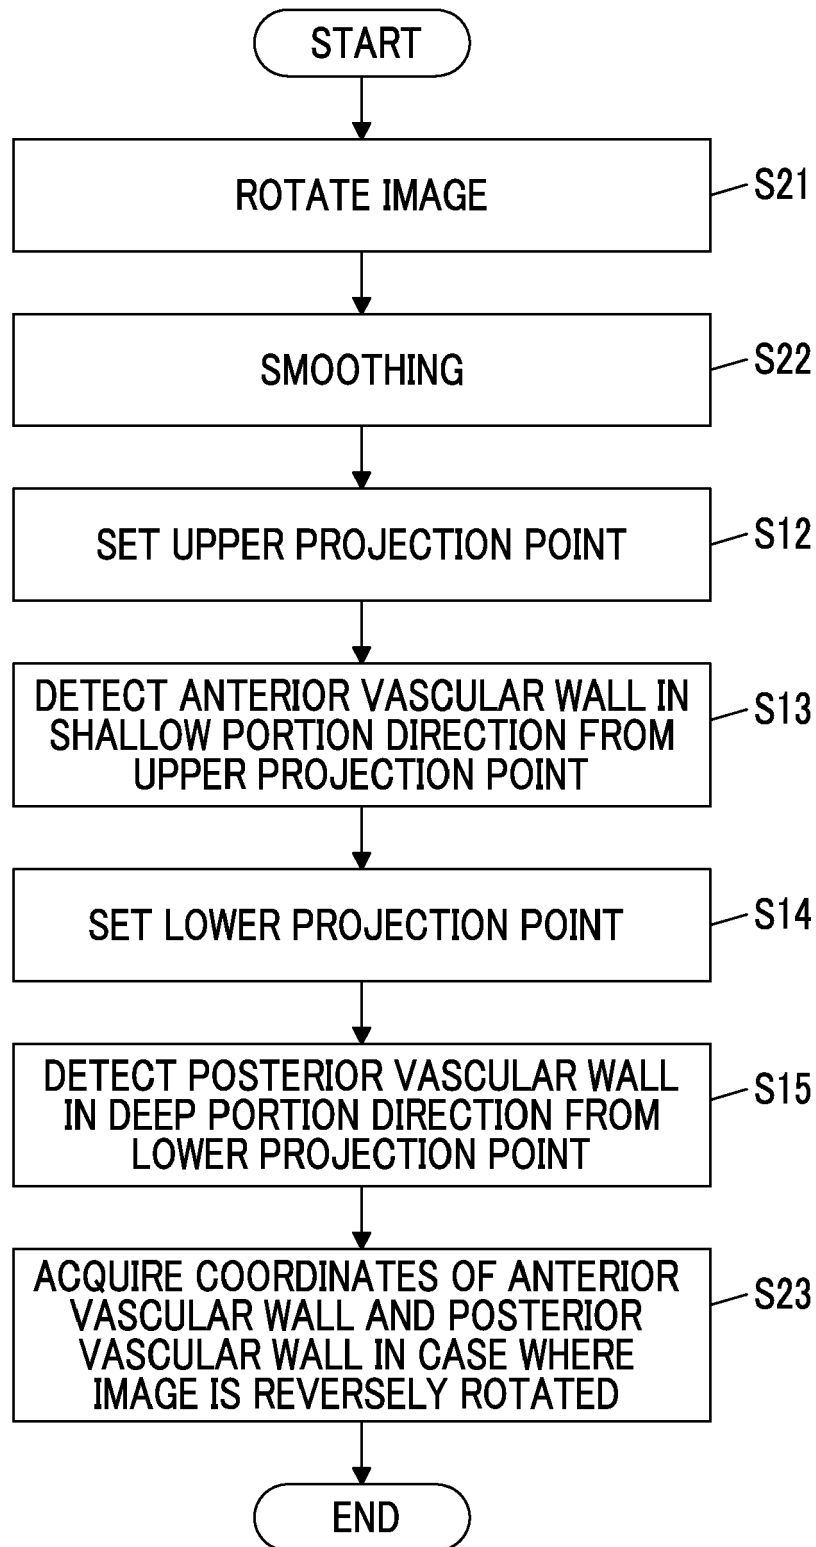 START
ROTATE IMAGE
S21
SMOOTHING
S22
SET UPPER PROJECTION POINT
S12
DETECT ANTERIOR VASCULAR WALL IN
SHALLOW PORTION DIRECTION FROM
UPPER PROJECTION POINT
S13
SET LOWER PROJECTION POINT
S14
DETECT POSTERIOR VASCULAR WALL
IN DEEP PORTION DIRECTION FROM
LOWER PROJECTION POINT
S15
ACQUIRE COORDINATES OF ANTERIOR
VASCULAR WALL AND POSTERIOR
VASCULAR WALL IN CASE WHERE
IMAGE IS REVERSELY ROTATED
S23
END